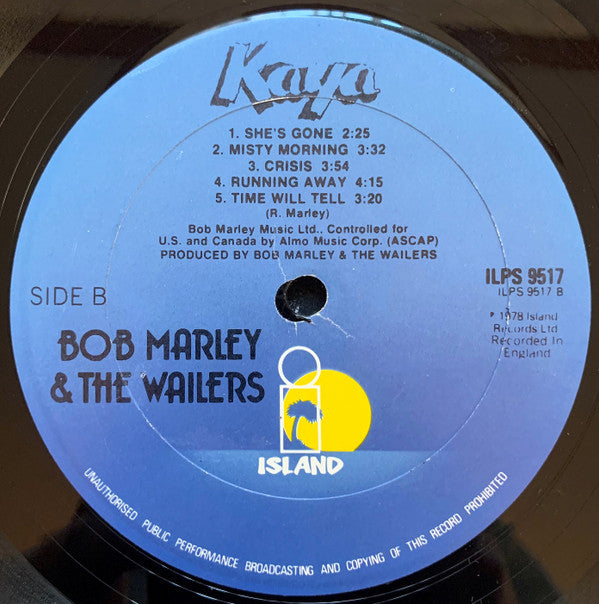 Kaya
1. SHE'S GONE 2:25
2. MISTY MORNING 3:32
3. CRISIS 3:54
4. RUNNING AWAY 4:15
5. TIME WILL TELL 3:20
(R. Marley)
Bob Marley Music Ltd., Controlled for
U.S. and Canada by Almo Music Corp. (ASCAP)
PRODUCED BY BOB MARLEY & THE WAILERS
SIDE B
ILPS 9517
ILPS 9517 B
℗ 1978 Island
Records Ltd
Recorded In
England
BOB MARLEY
& THE WAILERS
ISLAND
UNAUTHORISED PUBLIC PERFORMANCE BROADCASTING AND COPYING OF THIS RECORD PROHIBITED